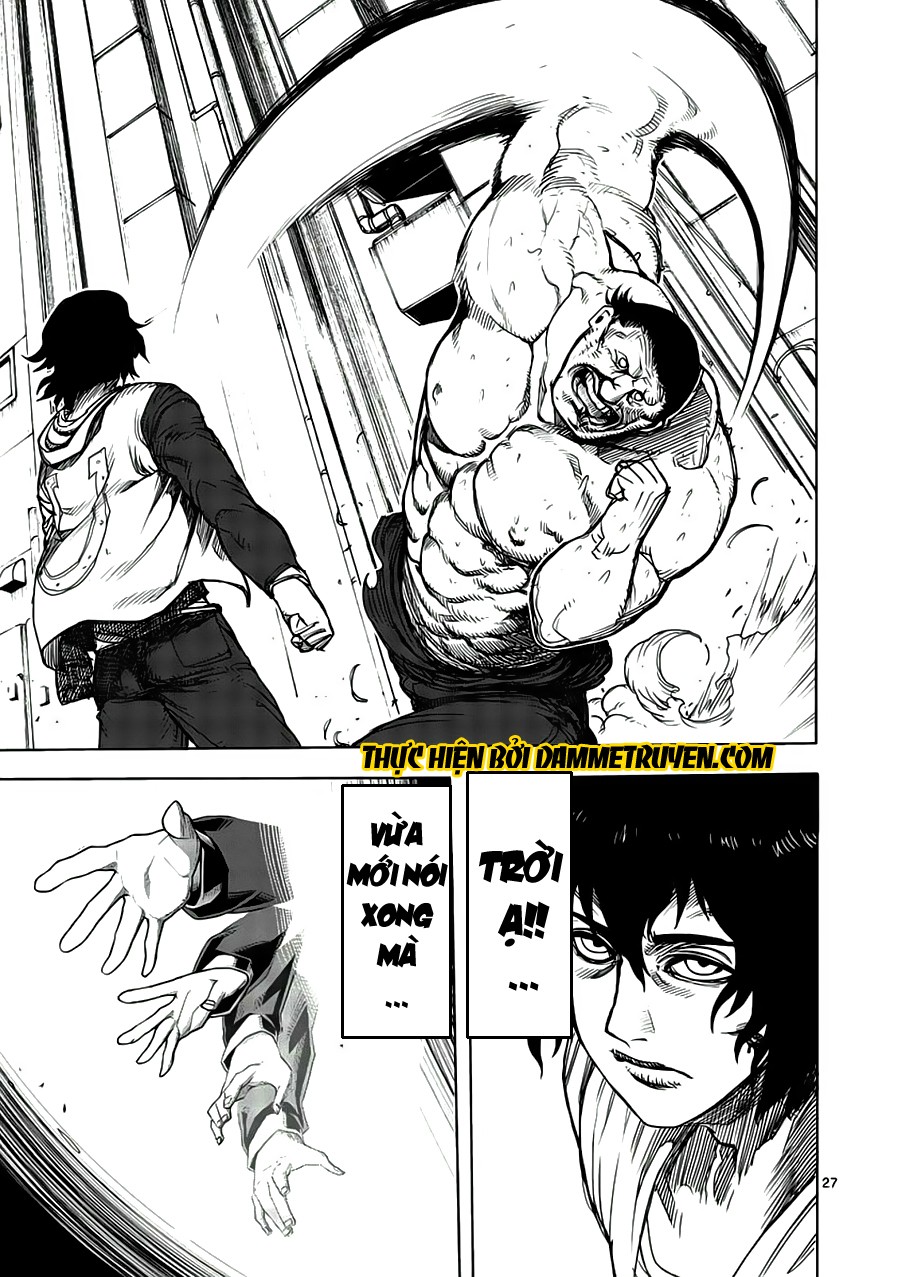 THỰC HIỆN BỞI DAMMETRUYEN.COM
TRỜI
Ạ!!
...
VỪA
MỚI NÓI
XONG
MÀ
...
27